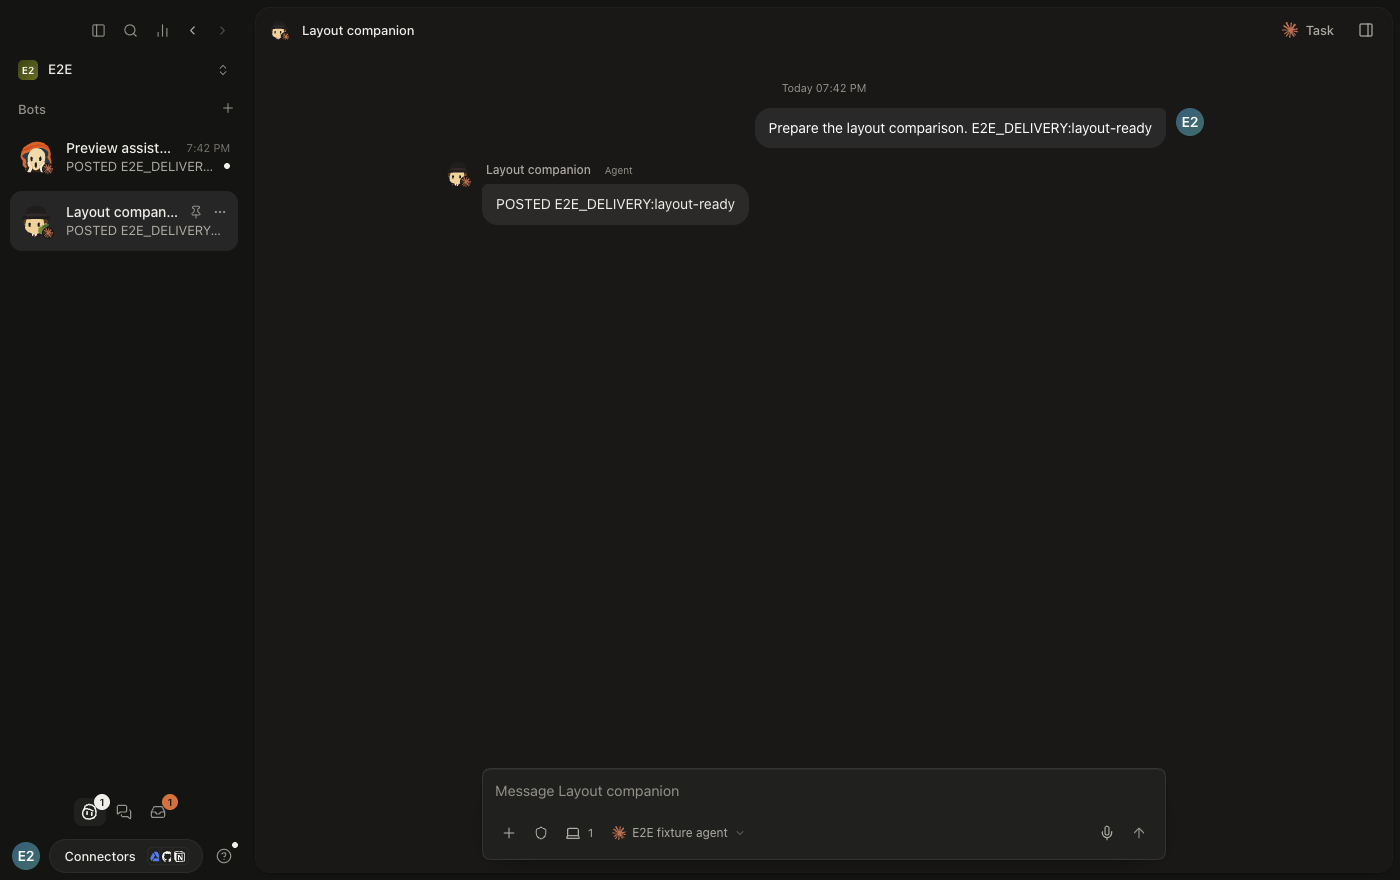 Layout companion
Task
E2 E2E
Bots
Preview assist... 7:42 PM
POSTED E2E_DELIVER...
Layout compan...
POSTED E2E_DELIVERY...
Today 07:42 PM
Prepare the layout comparison. E2E_DELIVERY:layout-ready
E2
Layout companion Agent
POSTED E2E_DELIVERY:layout-ready
Message Layout companion
1 E2E fixture agent
1 1
E2 Connectors